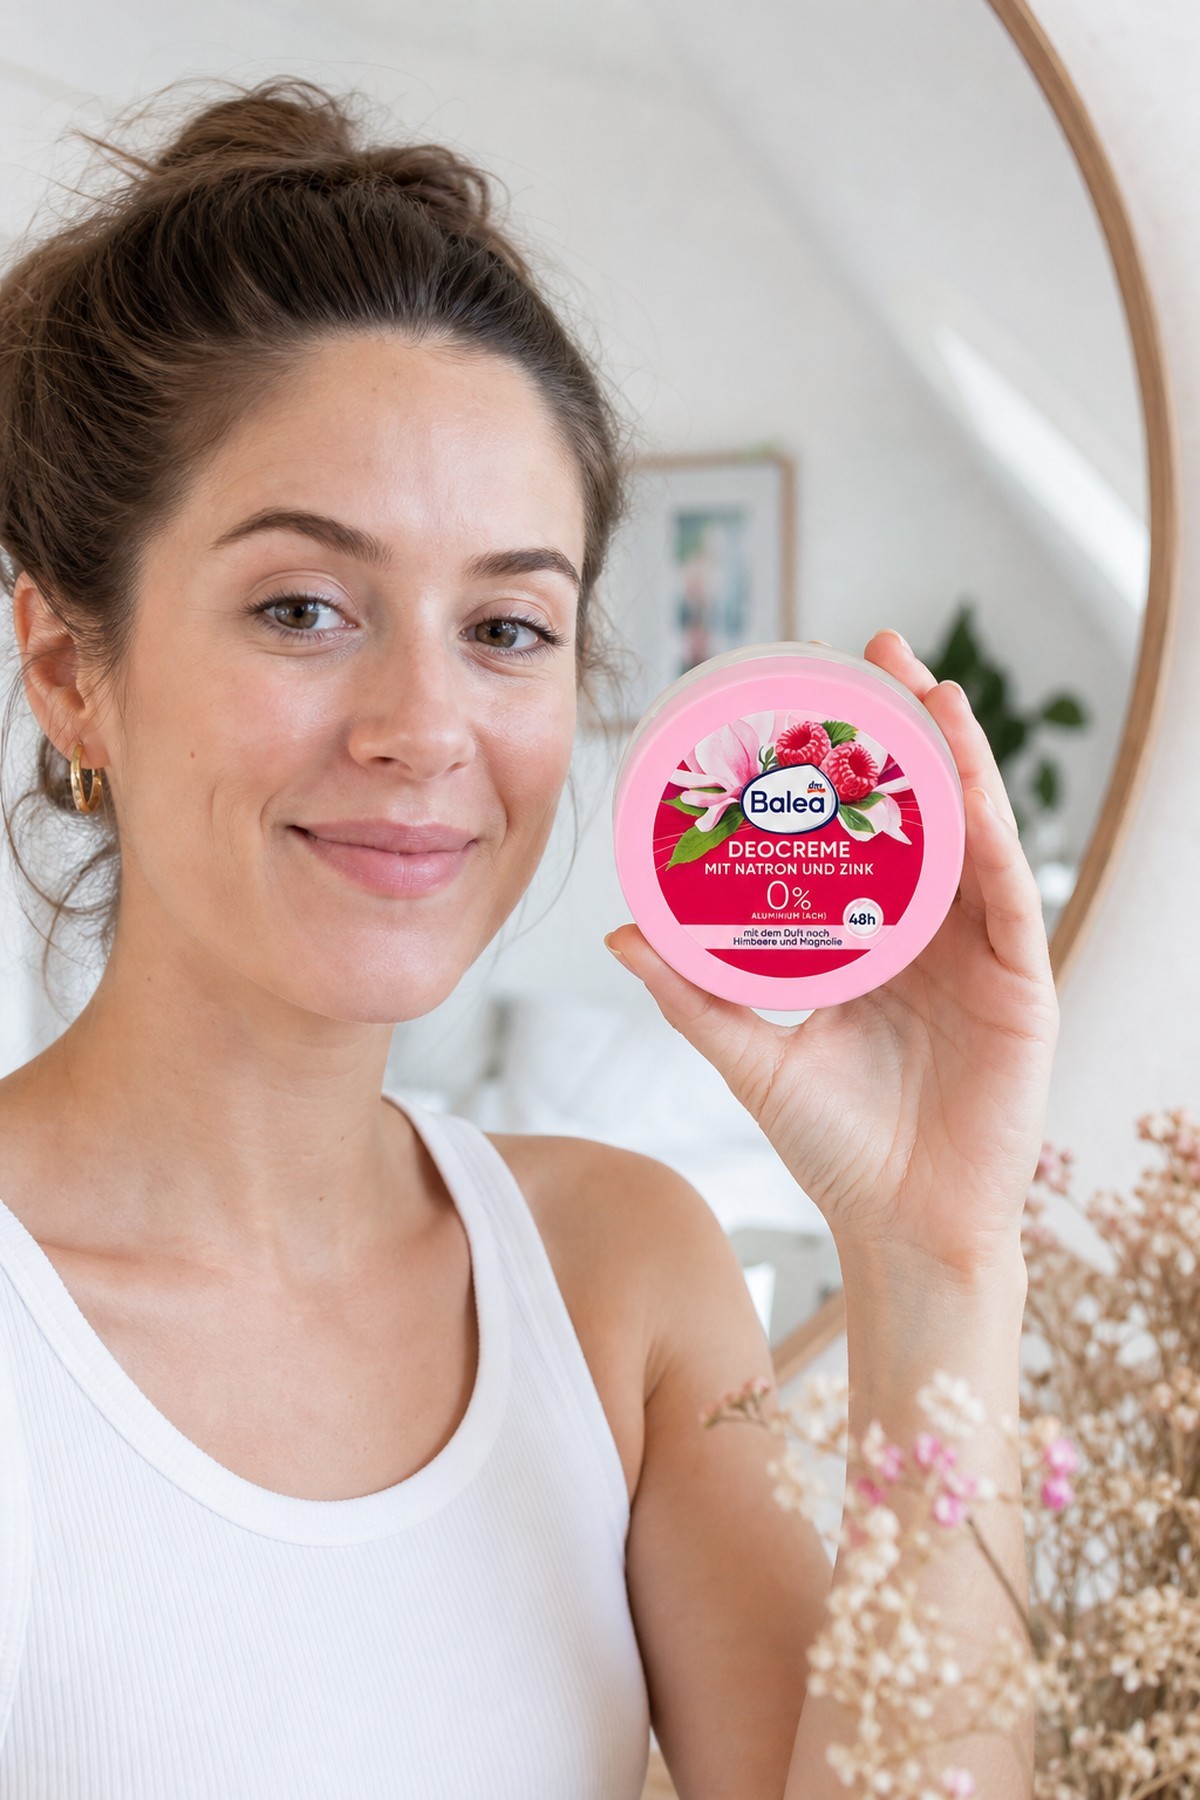 dm
Balea
DEOCREME
MIT NATRON UND ZINK
0%
ALUMINIUM (ACH)
48h
mit dem Duft nach
Himbeere und Magnolie